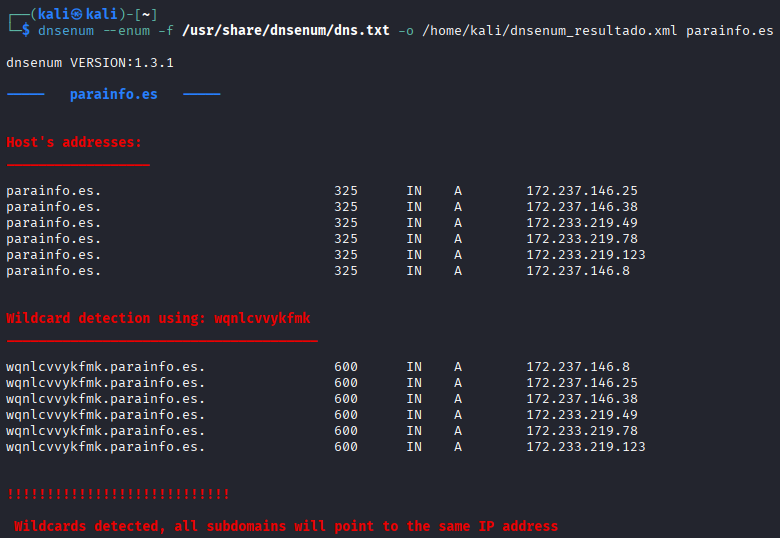 ┌──(kali㉿kali)-[~]
└─$ dnsenum --enum -f /usr/share/dnsenum/dns.txt -o /home/kali/dnsenum_resultado.xml parainfo.es
dnsenum VERSION:1.3.1
----- parainfo.es -----
Host's addresses:
__________________
parainfo.es. 325 IN A 172.237.146.25
parainfo.es. 325 IN A 172.237.146.38
parainfo.es. 325 IN A 172.233.219.49
parainfo.es. 325 IN A 172.233.219.78
parainfo.es. 325 IN A 172.233.219.123
parainfo.es. 325 IN A 172.237.146.8
Wildcard detection using: wqnlcvvykfmk
_______________________________________
wqnlcvvykfmk.parainfo.es. 600 IN A 172.237.146.8
wqnlcvvykfmk.parainfo.es. 600 IN A 172.237.146.25
wqnlcvvykfmk.parainfo.es. 600 IN A 172.237.146.38
wqnlcvvykfmk.parainfo.es. 600 IN A 172.233.219.49
wqnlcvvykfmk.parainfo.es. 600 IN A 172.233.219.78
wqnlcvvykfmk.parainfo.es. 600 IN A 172.233.219.123
!!!!!!!!!!!!!!!!!!!!!!!!!!!!
Wildcards detected, all subdomains will point to the same IP address